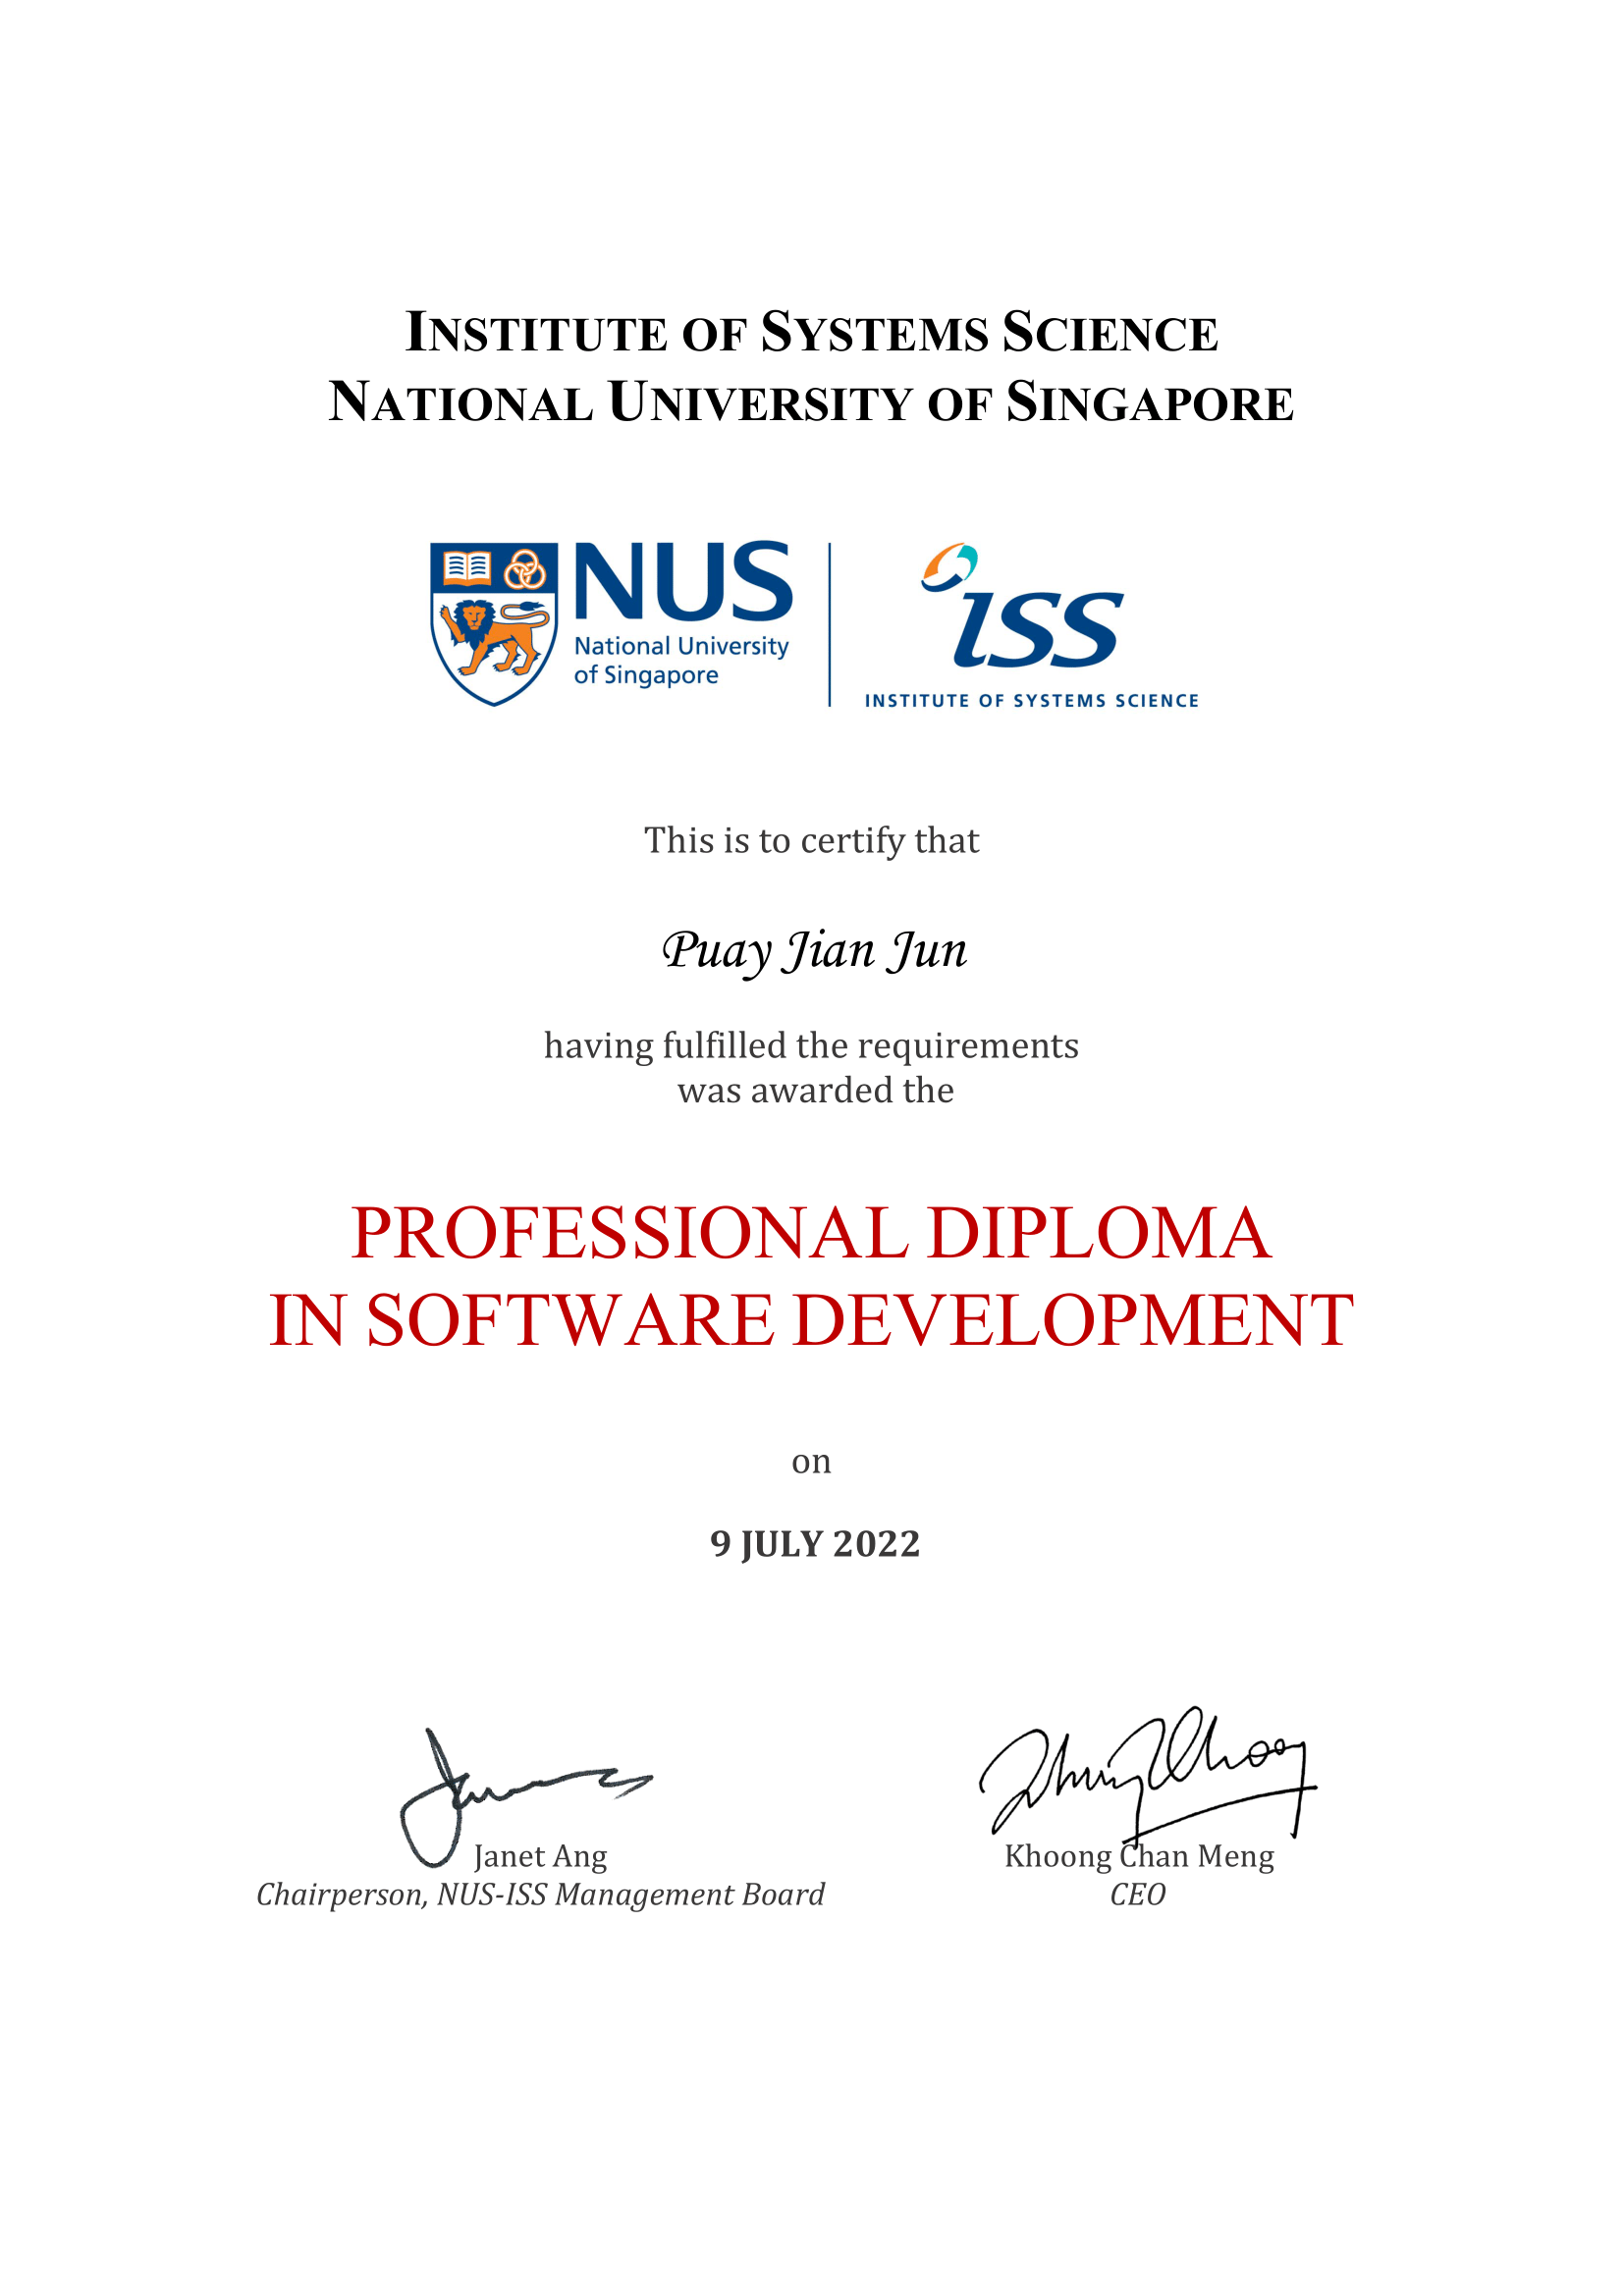 INSTITUTE OF SYSTEMS SCIENCE
NATIONAL UNIVERSITY OF SINGAPORE
NUS
National University
of Singapore
iss
INSTITUTE OF SYSTEMS SCIENCE
This is to certify that
Puay Jian Jun
having fulfilled the requirements
was awarded the
PROFESSIONAL DIPLOMA
IN SOFTWARE DEVELOPMENT
on
9 JULY 2022
Janet Ang
Chairperson, NUS-ISS Management Board
Khoong Chan Meng
CEO